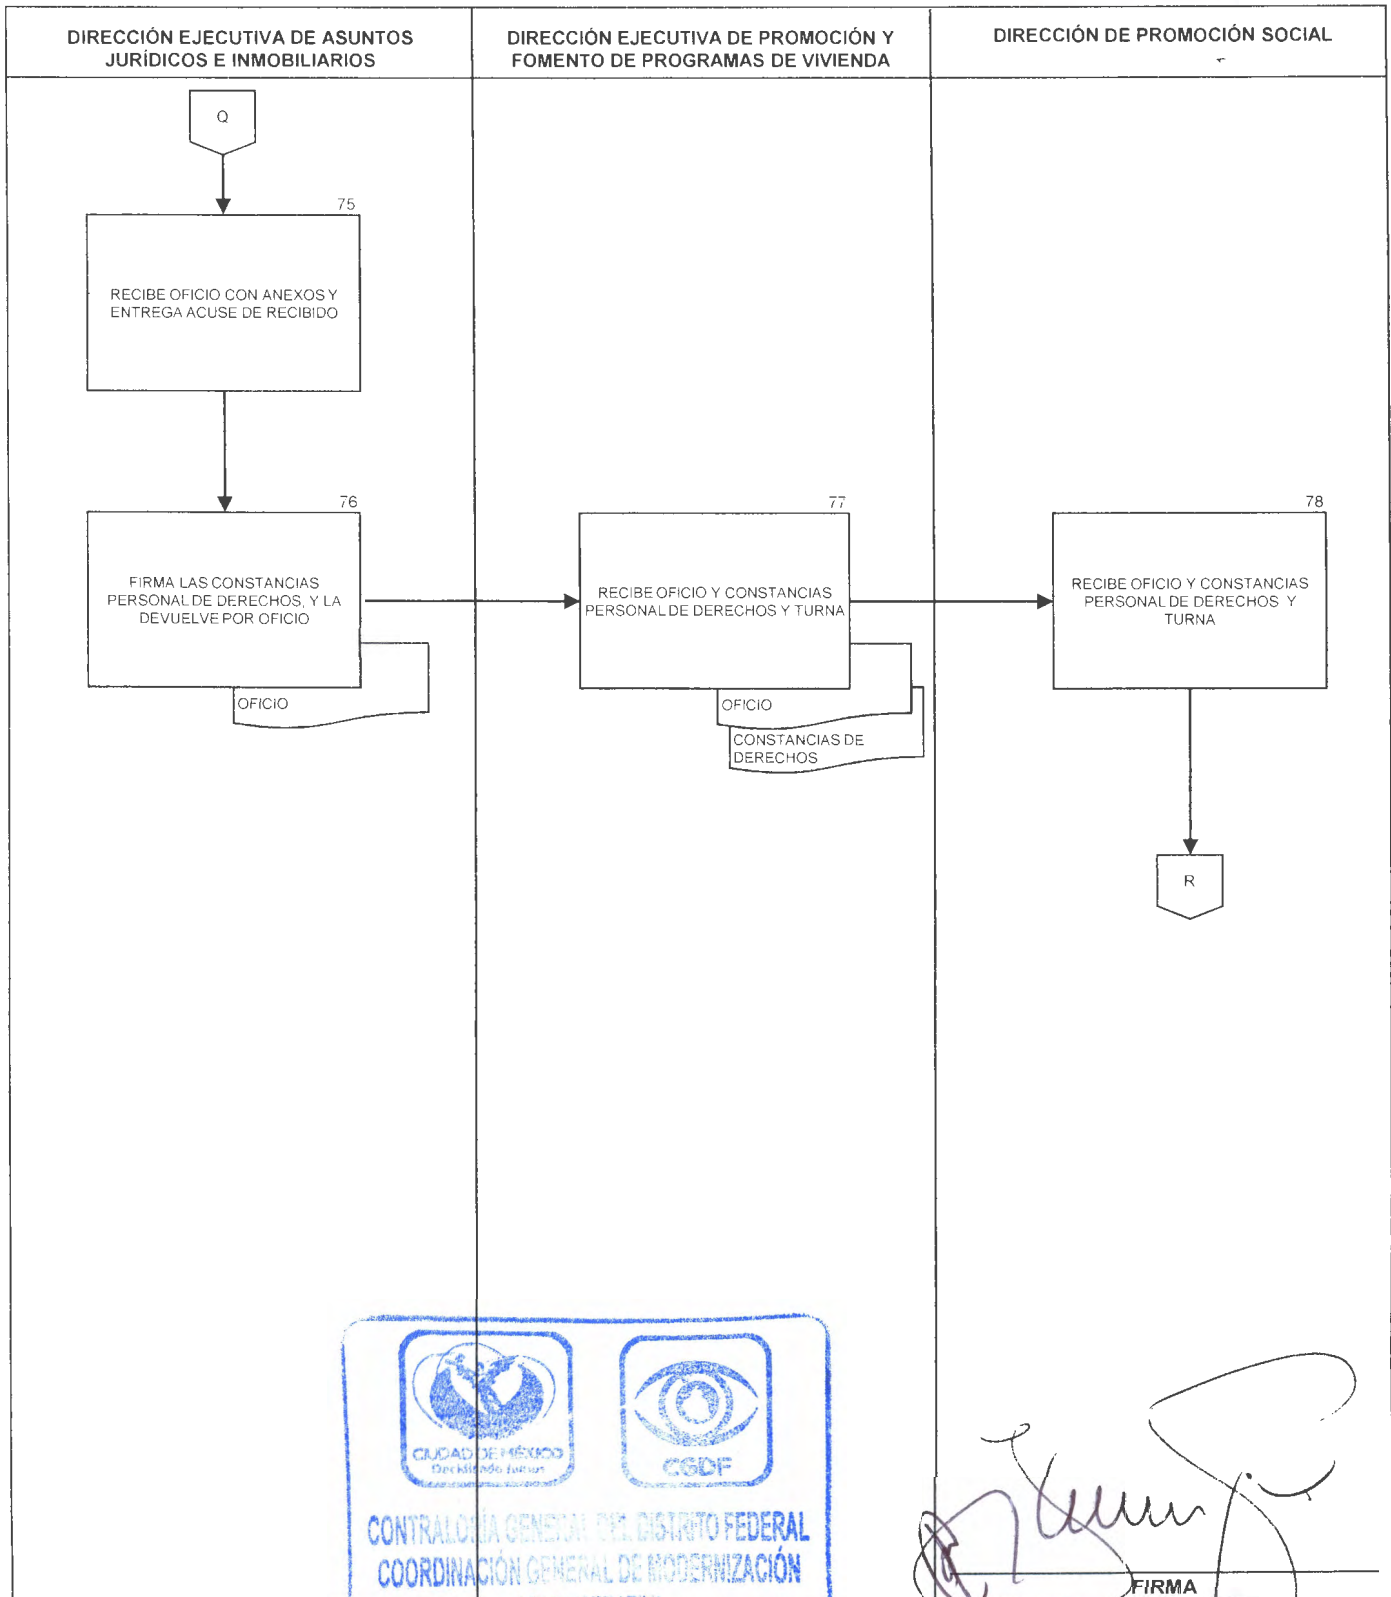 DIRECCIÓN EJECUTIVA DE ASUNTOS
JURÍDICOS E INMOBILIARIOS
DIRECCIÓN EJECUTIVA DE PROMOCIÓN Y
FOMENTO DE PROGRAMAS DE VIVIENDA
DIRECCIÓN DE PROMOCIÓN SOCIAL
Q
75
RECIBE OFICIO CON ANEXOS Y
ENTREGA ACUSE DE RECIBIDO
76
FIRMA LAS CONSTANCIAS
PERSONAL DE DERECHOS, Y LA
DEVUELVE POR OFICIO
OFICIO
77
RECIBE OFICIO Y CONSTANCIAS
PERSONAL DE DERECHOS Y TURNA
OFICIO
CONSTANCIAS DE
DERECHOS
78
RECIBE OFICIO Y CONSTANCIAS
PERSONAL DE DERECHOS Y
TURNA
R
CIUDAD DE MÉXICO
Decidiendo Juntos
CGDF
CONTRALORÍA GENERAL DEL DISTRITO FEDERAL
COORDINACIÓN GENERAL DE MODERNIZACIÓN
FIRMA